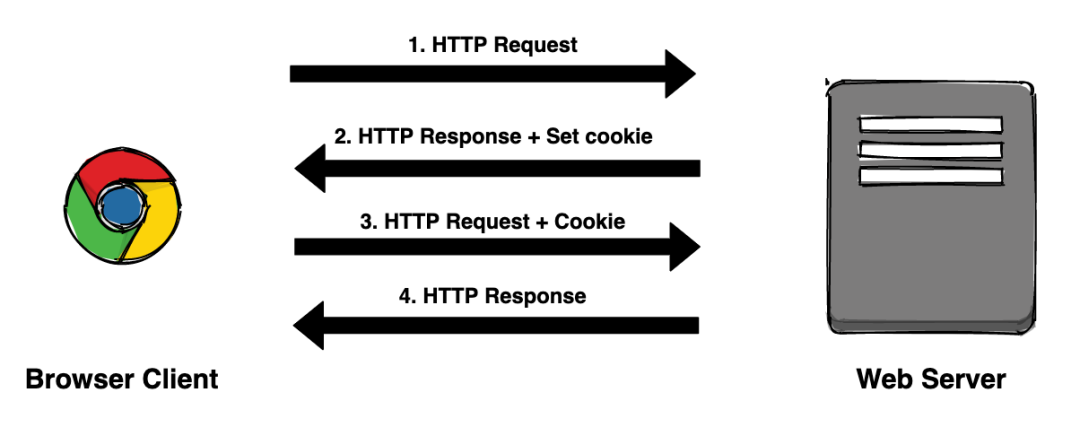 1. HTTP Request
2. HTTP Response + Set cookie
3. HTTP Request + Cookie
4. HTTP Response
Browser Client
Web Server